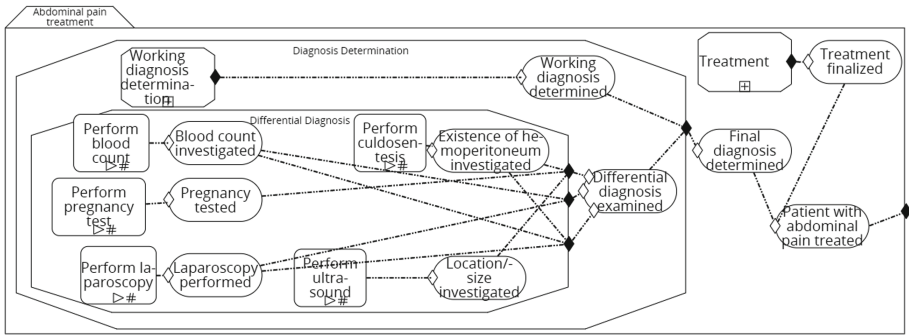 Abdominal pain
treatment
Diagnosis Determination
Working
diagnosis
determina-
tion
Working
diagnosis
determined
Treatment
Treatment
finalized
Differential Diagnosis
Perform
blood
count
#
Blood count
investigated
Perform
culdosen-
tesis
#
Existence of he-
moperitoneum
investigated
Final
diagnosis
determined
Perform
pregnancy
test
#
Pregnancy
tested
Differential
diagnosis
examined
Patient with
abdominal
pain treated
Perform la-
paroscopy
#
Laparoscopy
performed
Perform
ultra-
sound
#
Location/-
size
investigated